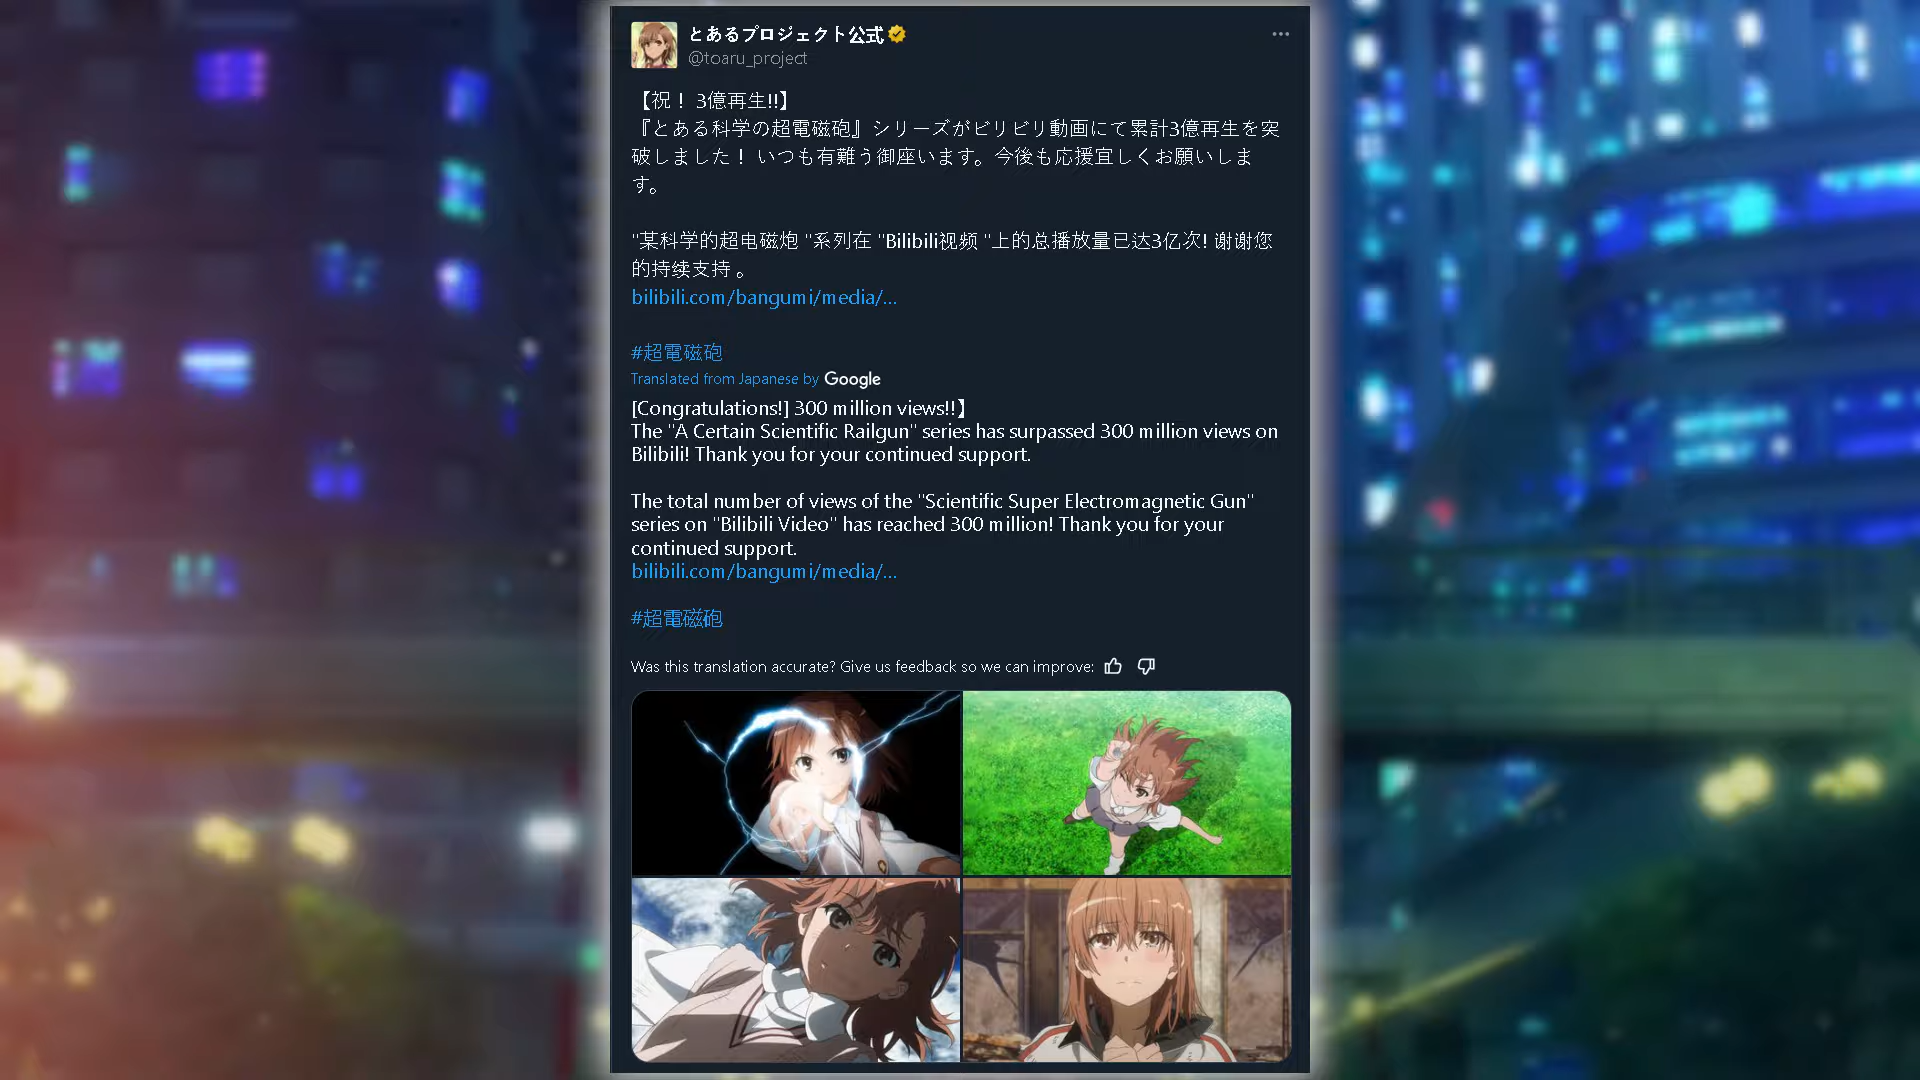 とあるプロジェクト公式
@toaru_project
【祝！ 3億再生!!】
『とある科学の超電磁砲』シリーズがビリビリ動画にて累計3億再生を突
破しました！ いつも有難う御座います。今後も応援宜しくお願いしま
す。
"某科学的超电磁炮 "系列在 "Bilibili视频 "上的总播放量已达3亿次! 谢谢您
的持续支持 。
bilibili.com/bangumi/media/…
#超電磁砲
Translated from Japanese by Google
[Congratulations!] 300 million views!!】
The "A Certain Scientific Railgun" series has surpassed 300 million views on
Bilibili! Thank you for your continued support.
The total number of views of the "Scientific Super Electromagnetic Gun"
series on "Bilibili Video" has reached 300 million! Thank you for your
continued support.
bilibili.com/bangumi/media/…
#超電磁砲
Was this translation accurate? Give us feedback so we can improve: